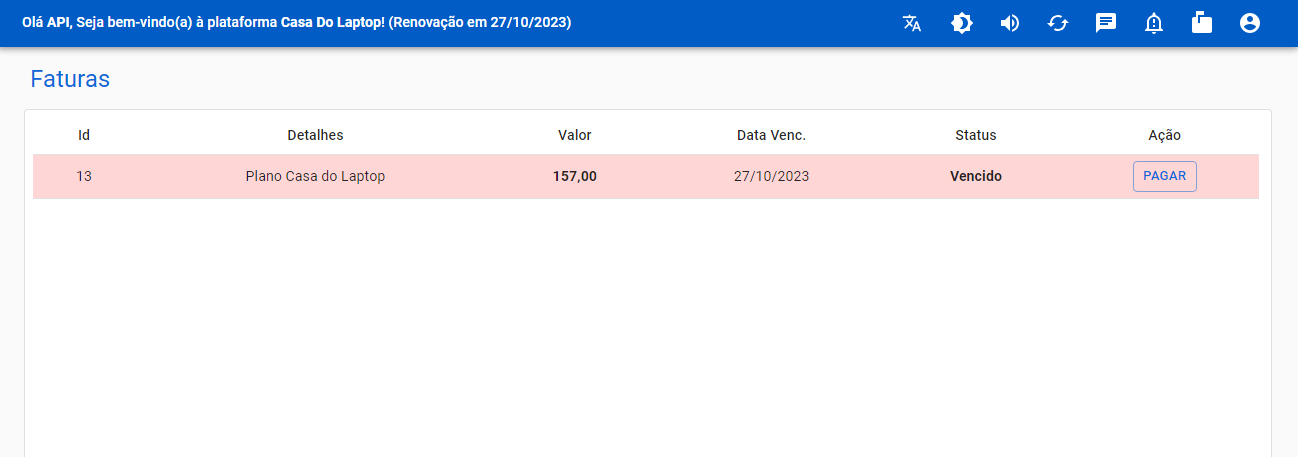 Olá API, Seja bem-vindo(a) à plataforma Casa Do Laptop! (Renovação em 27/10/2023)
Faturas
Id Detalhes Valor Data Venc. Status Ação
13 Plano Casa do Laptop 157,00 27/10/2023 Vencido PAGAR